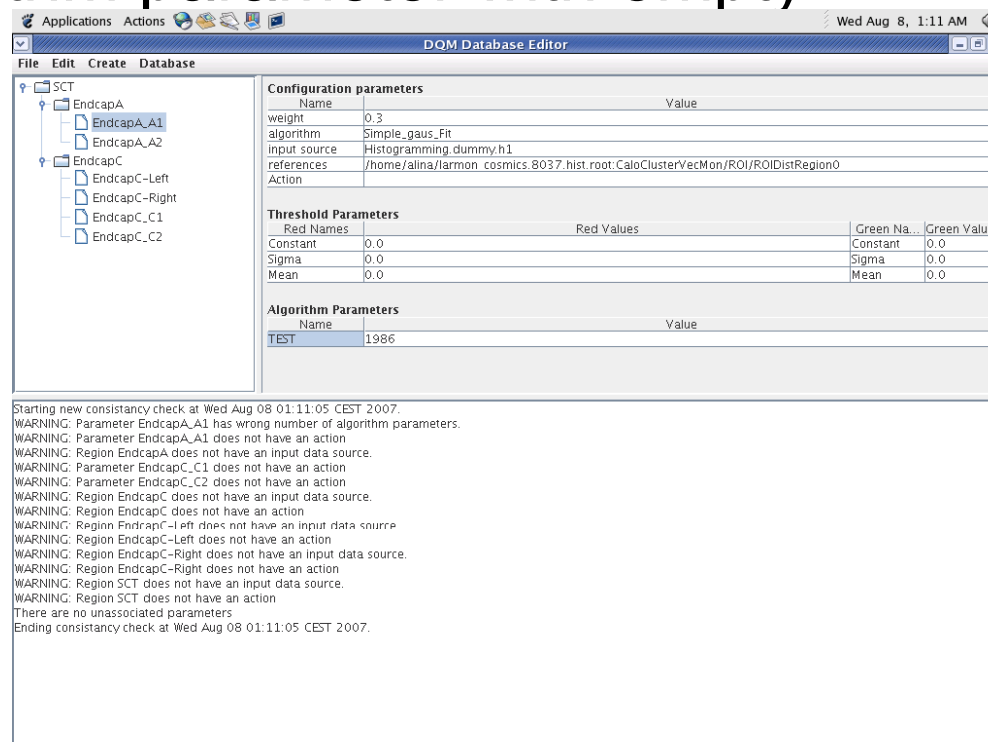 Applications Actions Wed Aug 8, 1:11 AM
DQM Database Editor
File Edit Create Database
SCT
EndcapA
EndcapA_A1
EndcapA_A2
EndcapC
EndcapC-Left
EndcapC-Right
EndcapC_C1
EndcapC_C2
Configuration parameters
Name Value
weight 0.3
algorithm Simple_gaus_Fit
input source Histogramming.dummy.h1
references /home/alina/larmon_cosmics.8037.hist.root:CaloClusterVecMon/ROI/ROIDistRegion0
Action
Threshold Parameters
Red Names Red Values Green Na... Green Valu
Constant 0.0 Constant 0.0
Sigma 0.0 Sigma 0.0
Mean 0.0 Mean 0.0
Algorithm Parameters
Name Value
TEST 1986
Starting new consistancy check at Wed Aug 08 01:11:05 CEST 2007.
WARNING: Parameter EndcapA_A1 has wrong number of algorithm parameters.
WARNING: Parameter EndcapA_A1 does not have an action
WARNING: Region EndcapA does not have an input data source.
WARNING: Parameter EndcapC_C1 does not have an action
WARNING: Parameter EndcapC_C2 does not have an action
WARNING: Region EndcapC does not have an input data source.
WARNING: Region EndcapC does not have an action
WARNING: Region EndcapC-Left does not have an input data source
WARNING: Region EndcapC-Left does not have an action
WARNING: Region EndcapC-Right does not have an input data source.
WARNING: Region EndcapC-Right does not have an action
WARNING: Region SCT does not have an input data source.
WARNING: Region SCT does not have an action
There are no unassociated parameters
Ending consistancy check at Wed Aug 08 01:11:05 CEST 2007.